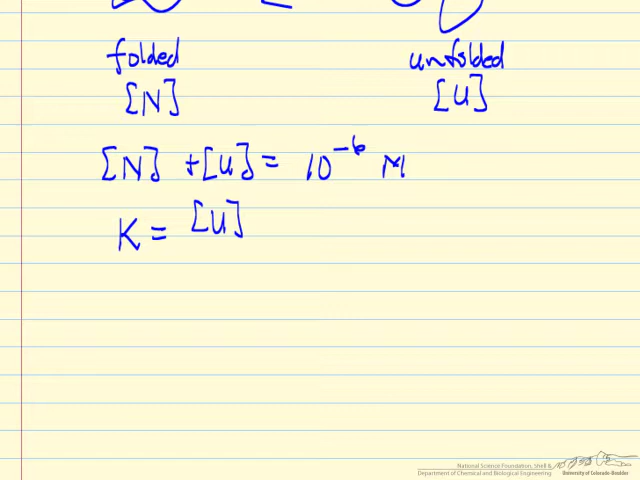 folded unfolded
[N] [U]
[N] + [U] = 10⁻⁶ M
K = [U]
National Science Foundation, Shell &
Department of Chemical and Biological Engineering
University of Colorado-Boulder